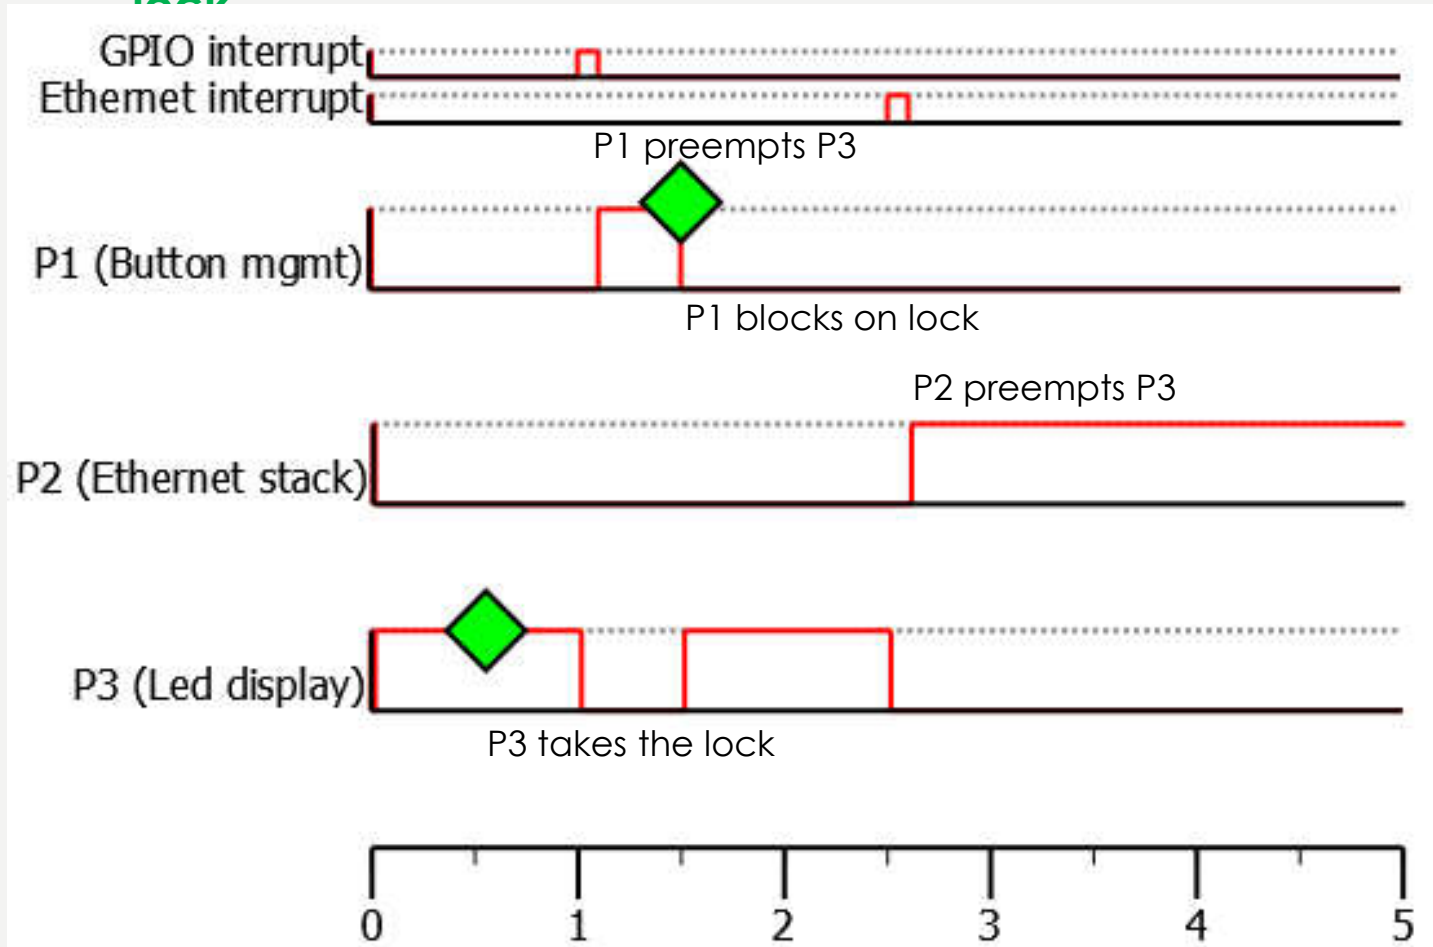 lock
GPIO interrupt
Ethernet interrupt
P1 preempts P3
P1 (Button mgmt)
P1 blocks on lock
P2 preempts P3
P2 (Ethernet stack)
P3 (Led display)
P3 takes the lock
0 1 2 3 4 5